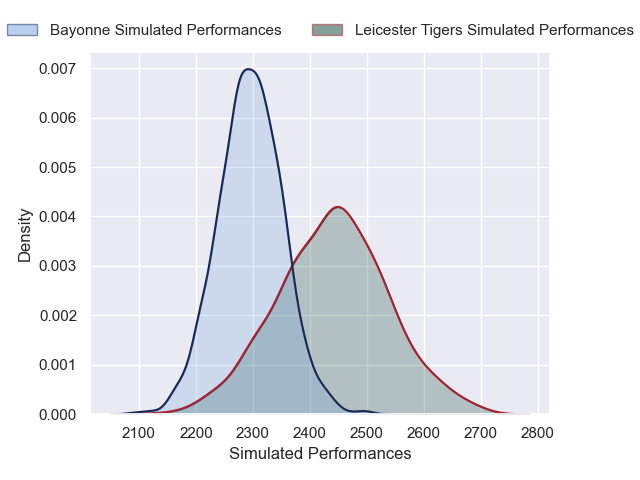 Bayonne Simulated Performances
Leicester Tigers Simulated Performances
0.007
0.006
0.005
0.004
0.003
0.002
0.001
0.000
Density
2100 2200 2300 2400 2500 2600 2700 2800
Simulated Performances